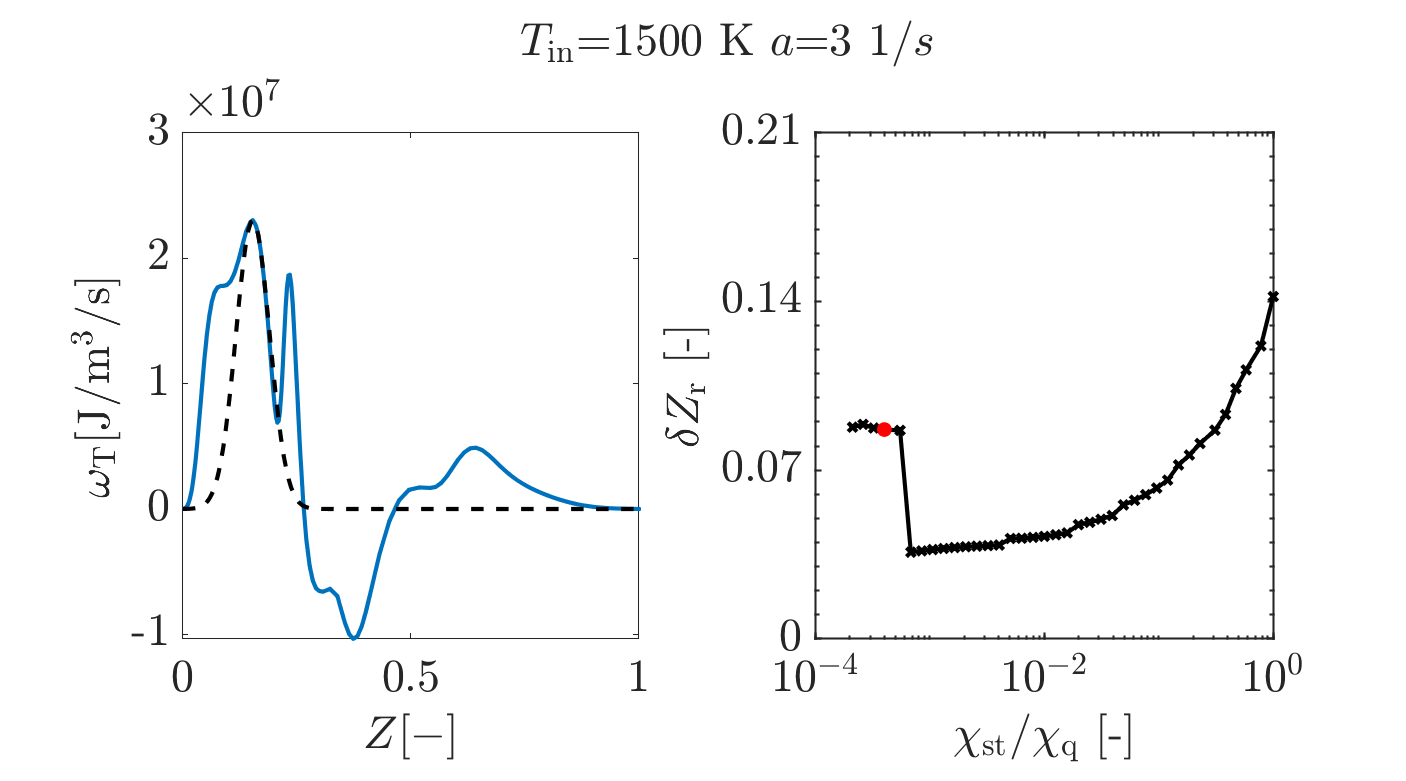 T_in=1500 K a=3 1/s
×10^7
3
2
1
0
-1
0 0.5 1
Z[−]
ω_T[J/m^3/s]
0.21
0.14
0.07
0
10^−4 10^−2 10^0
χ_st/χ_q [-]
δZ_r [-]